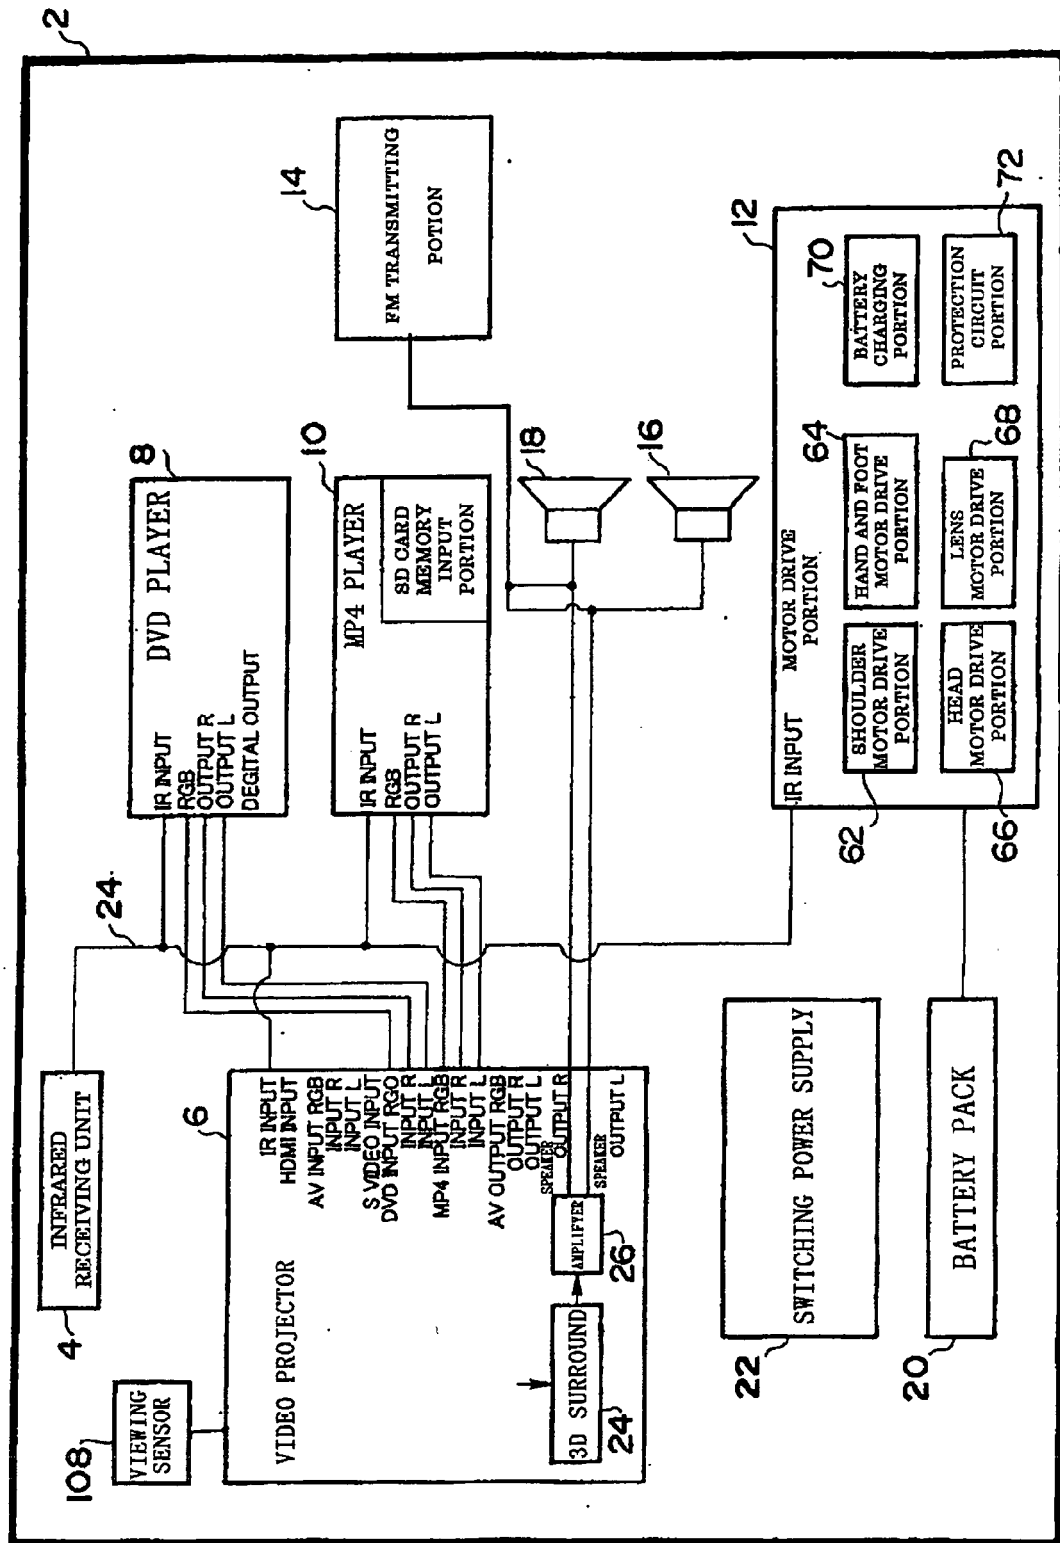 2
INFRARED
RECEIVING UNIT
4
24
VIEWING
SENSOR
108
6
VIDEO PROJECTOR
IR INPUT
HDMI INPUT
AV INPUT RGB
INPUT R
INPUT L
S VIDEO INPUT
DVD INPUT RGO
INPUT R
INPUT L
MP4 INPUT RGB
INPUT R
INPUT L
AV OUTPUT RGB
OUTPUT R
OUTPUT L
SPEAKER
OUTPUT R
SPEAKER
OUTPUT L
3D SURROUND
24
AMPLIFYER
26
8
DVD PLAYER
IR INPUT
RGB
OUTPUT R
OUTPUT L
DEGITAL OUTPUT
10
MP4 PLAYER
SD CARD
MEMORY
INPUT
PORTION
IR INPUT
RGB
OUTPUT R
OUTPUT L
14
FM TRANSMITTING
POTION
18
16
12
IR INPUT
MOTOR DRIVE
PORTION
SHOULDER
MOTOR DRIVE
PORTION
62
HAND AND FOOT
MOTOR DRIVE
PORTION
64
BATTERY
CHARGING
PORTION
70
HEAD
MOTOR DRIVE
PORTION
66
LENS
MOTOR DRIVE
PORTION
68
PROTECTION
CIRCUIT
PORTION
72
SWITCHING POWER SUPPLY
22
BATTERY PACK
20